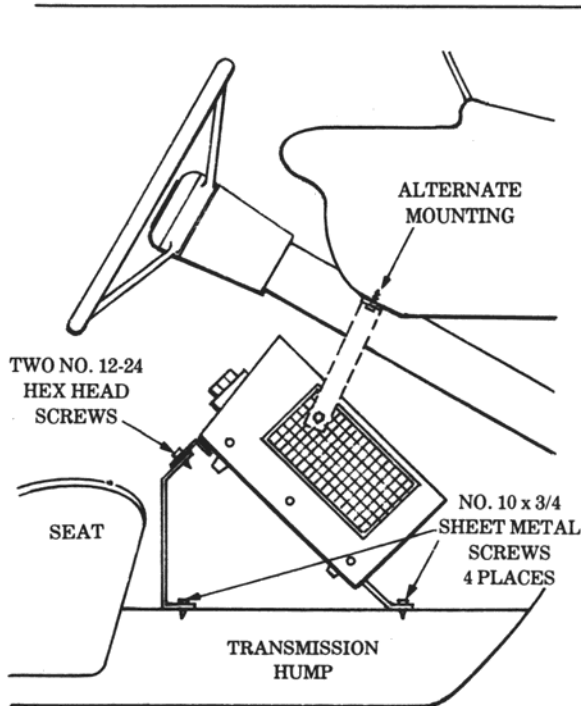 ALTERNATE
MOUNTING
TWO NO. 12-24
HEX HEAD
SCREWS
SEAT
NO. 10 x 3/4
SHEET METAL
SCREWS
4 PLACES
TRANSMISSION
HUMP